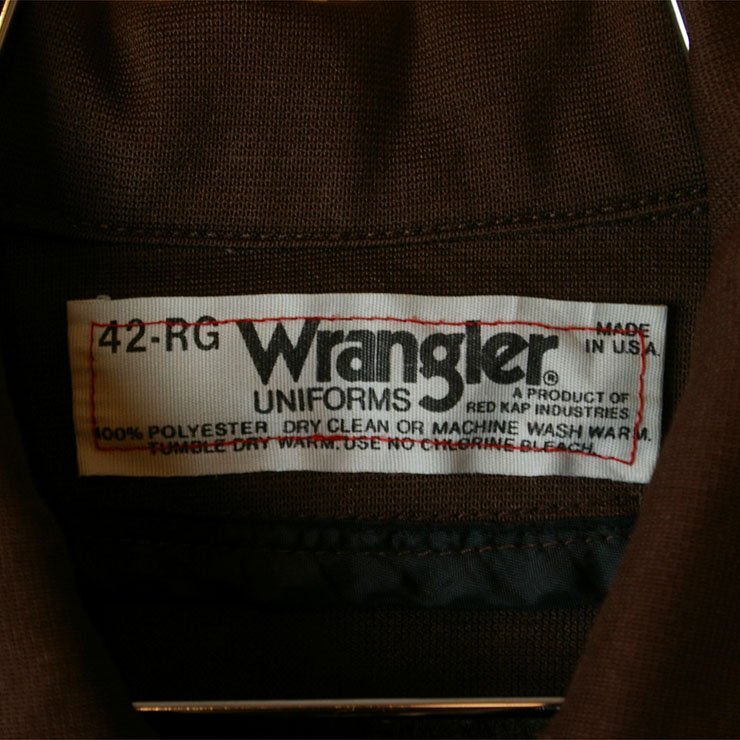 42-RG Wrangler® MADE
IN U.S.A.
UNIFORMS A PRODUCT OF
RED KAP INDUSTRIES
100% POLYESTER DRY CLEAN OR MACHINE WASH WARM.
TUMBLE DRY WARM. USE NO CHLORINE BLEACH.